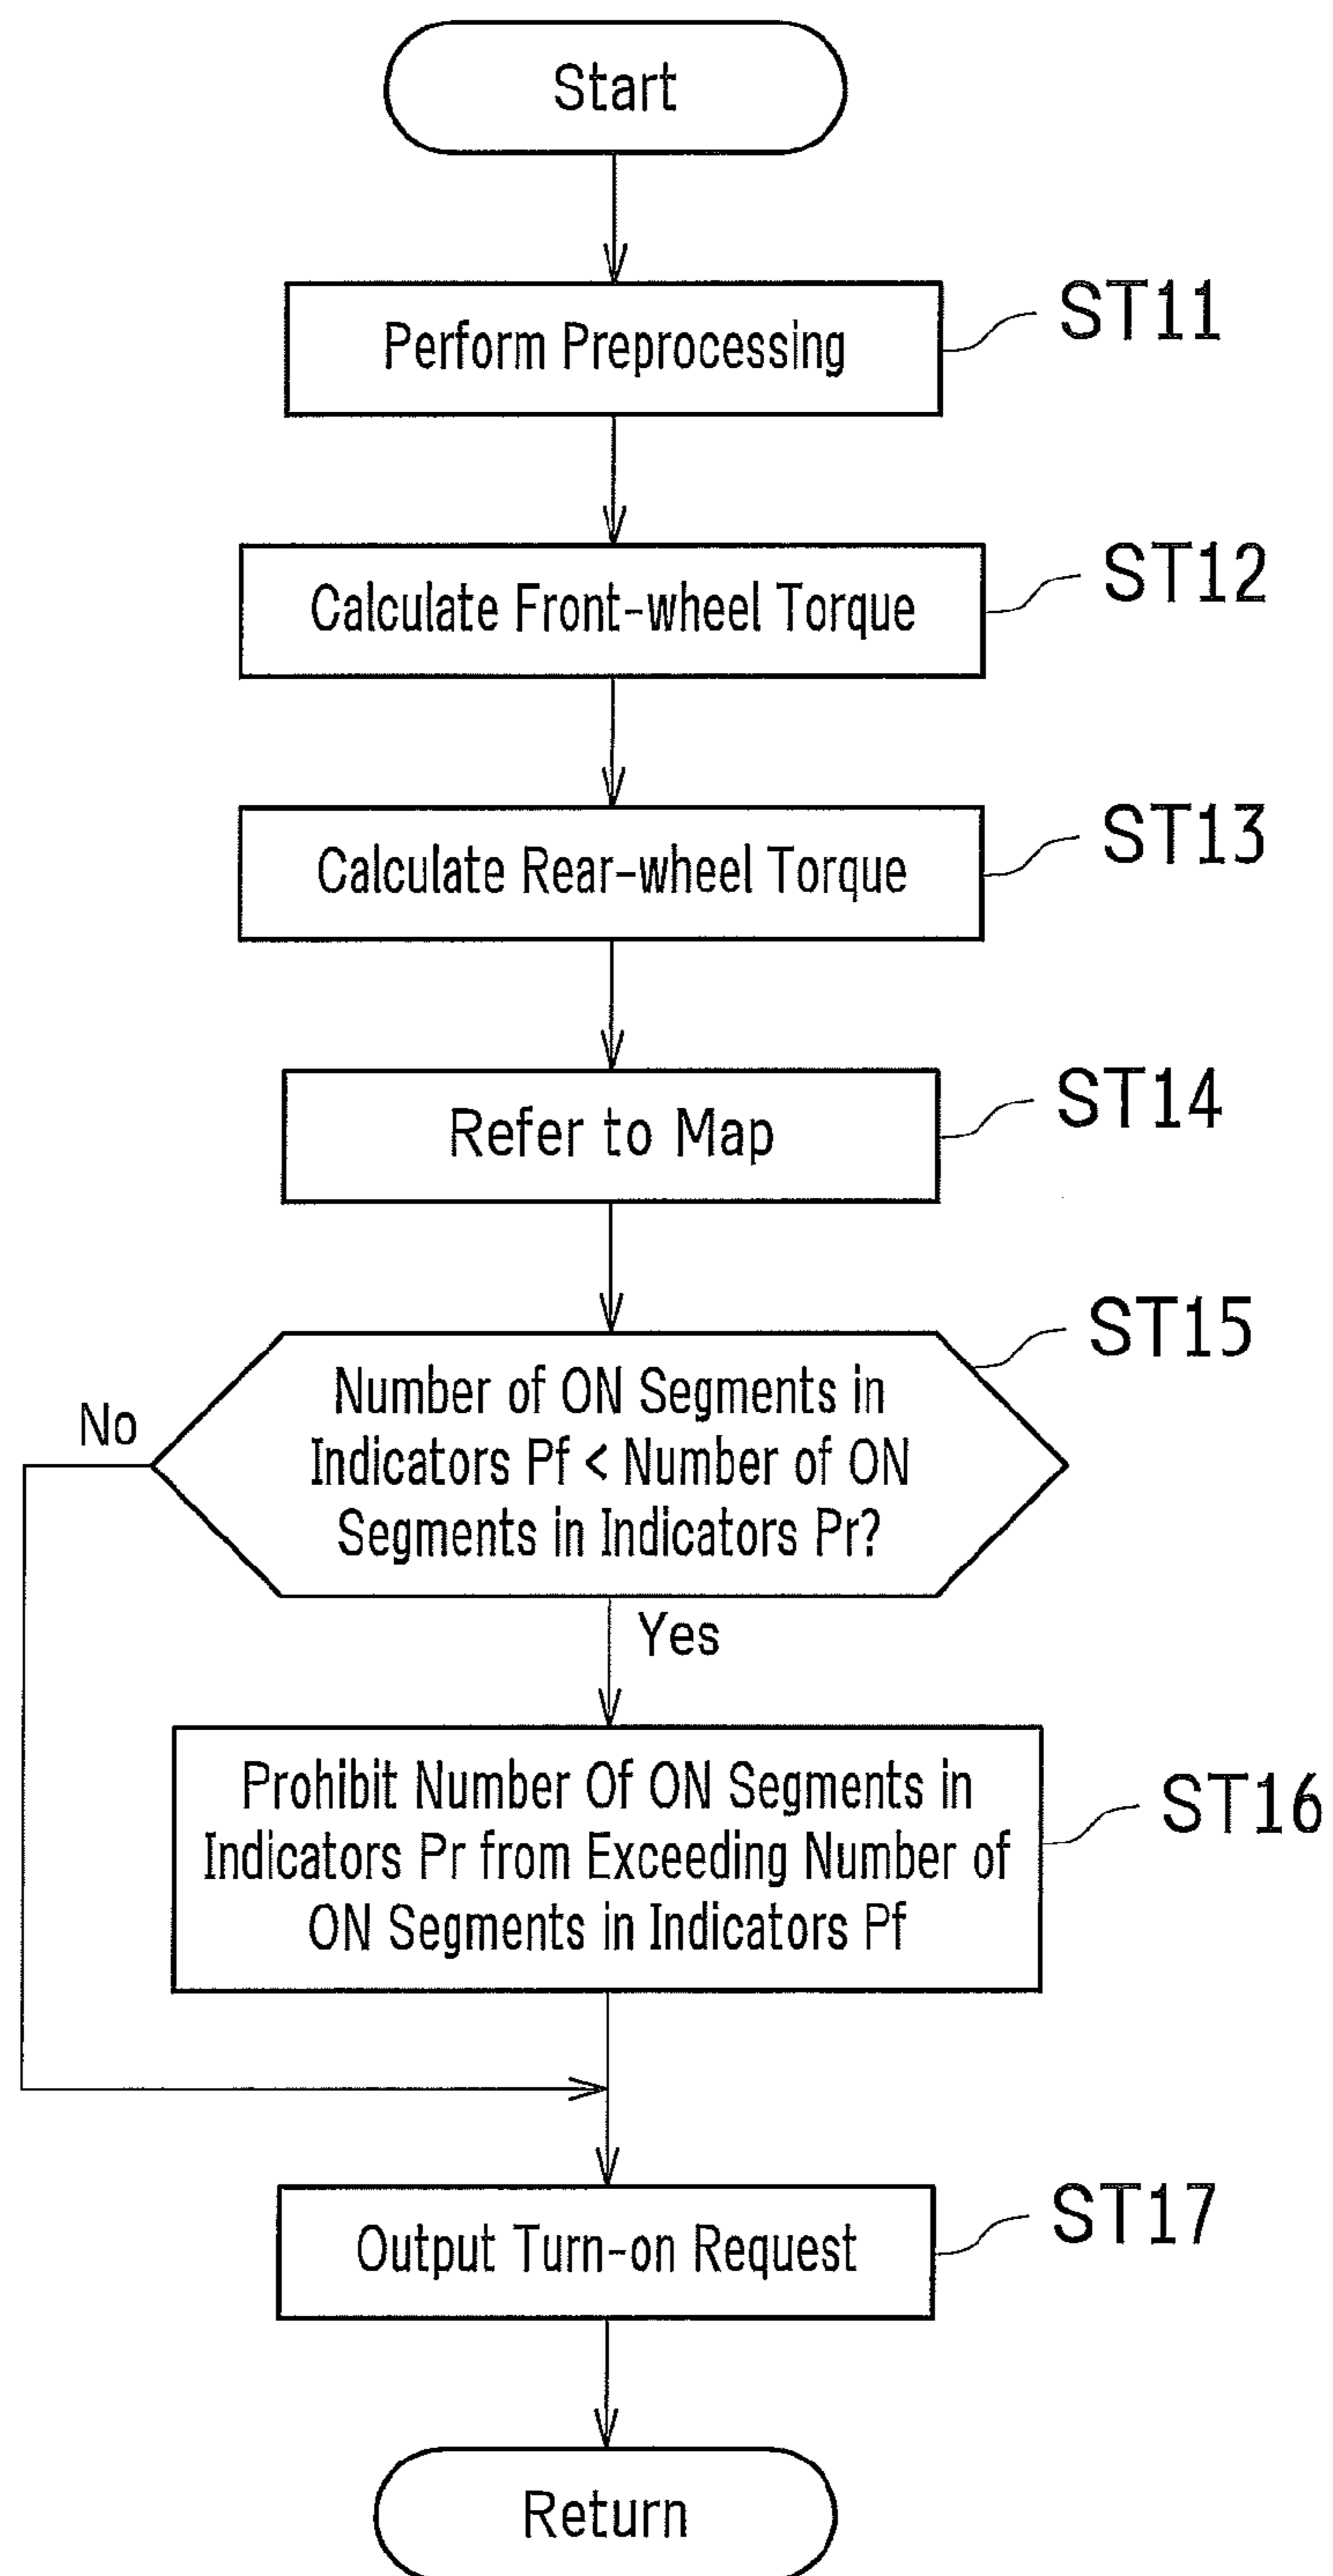 Start
Perform Preprocessing
ST11
Calculate Front-wheel Torque
ST12
Calculate Rear-wheel Torque
ST13
Refer to Map
ST14
Number of ON Segments in
Indicators Pf < Number of ON
Segments in Indicators Pr?
ST15
No
Yes
Prohibit Number Of ON Segments in
Indicators Pr from Exceeding Number of
ON Segments in Indicators Pf
ST16
Output Turn-on Request
ST17
Return